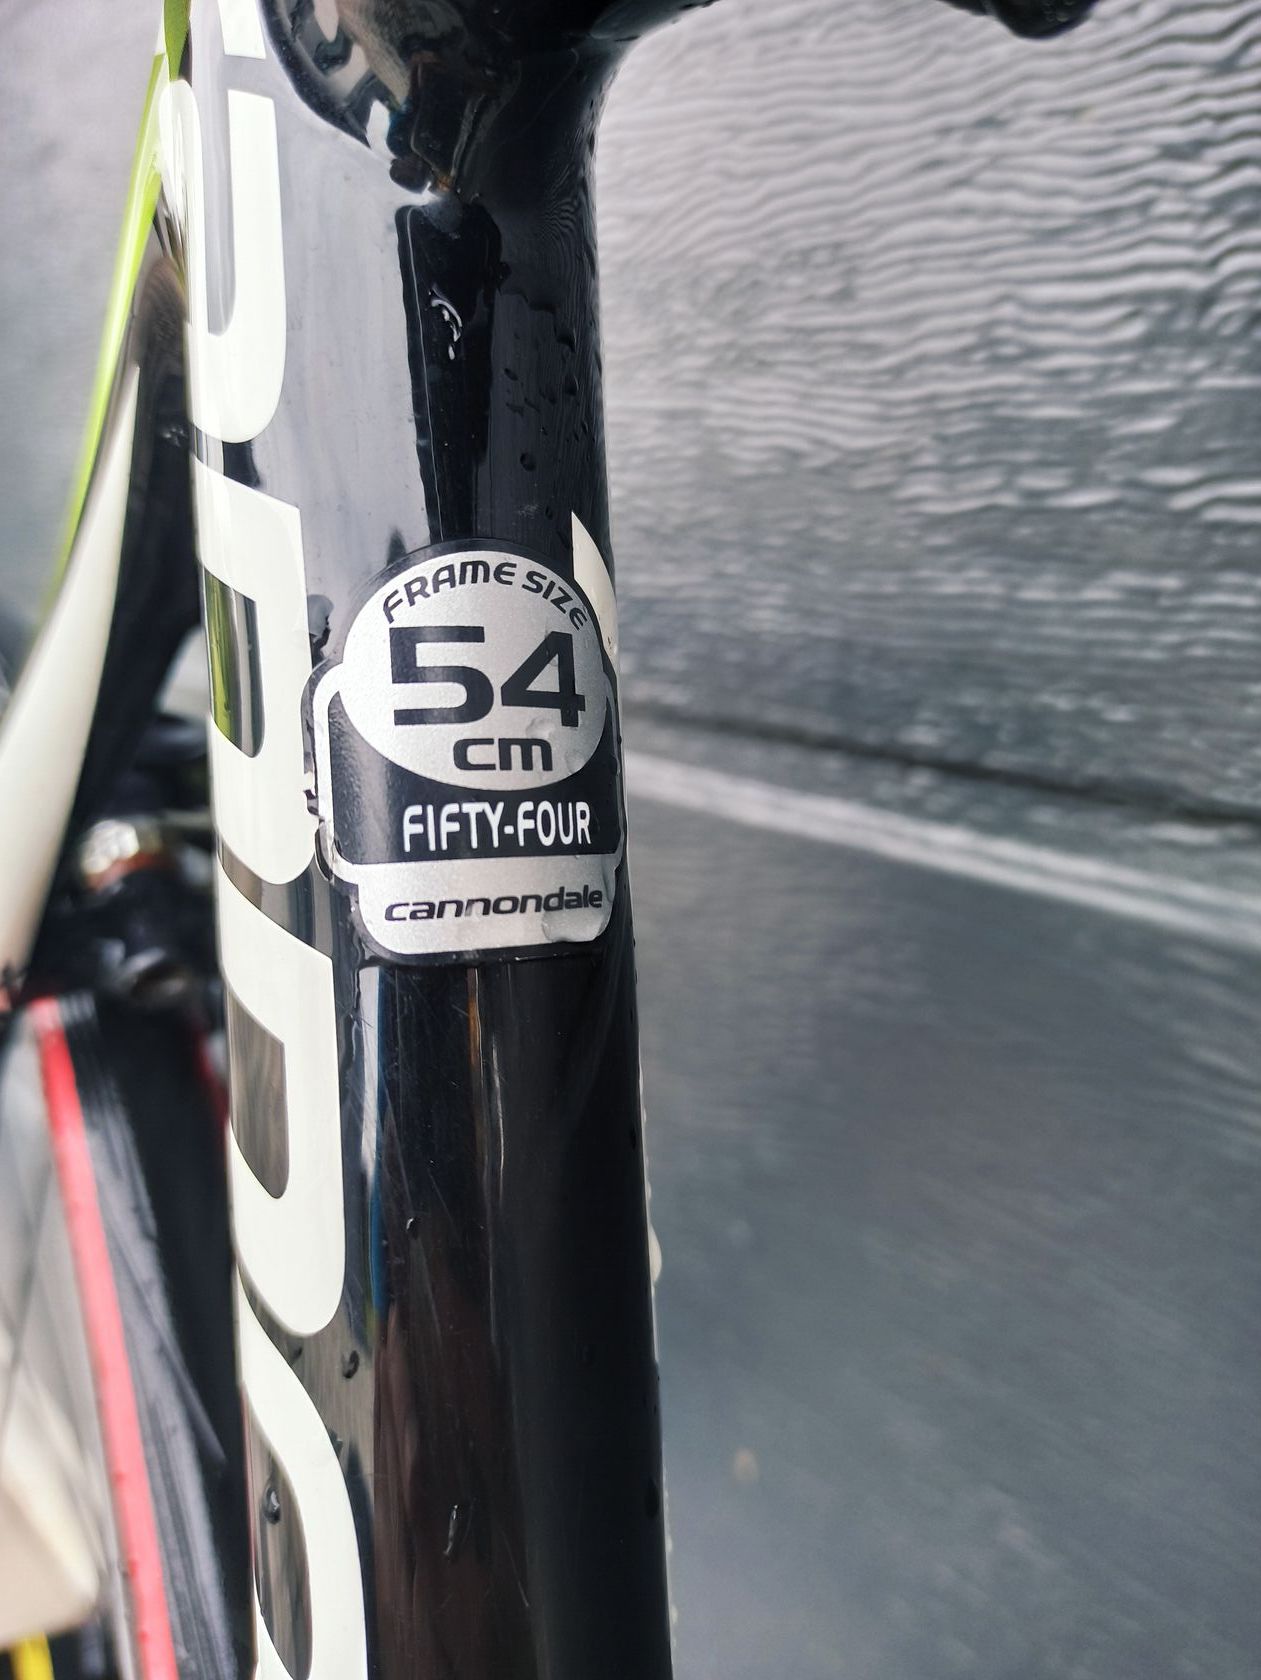 FRAME SIZE
54
cm
FIFTY-FOUR
cannondale